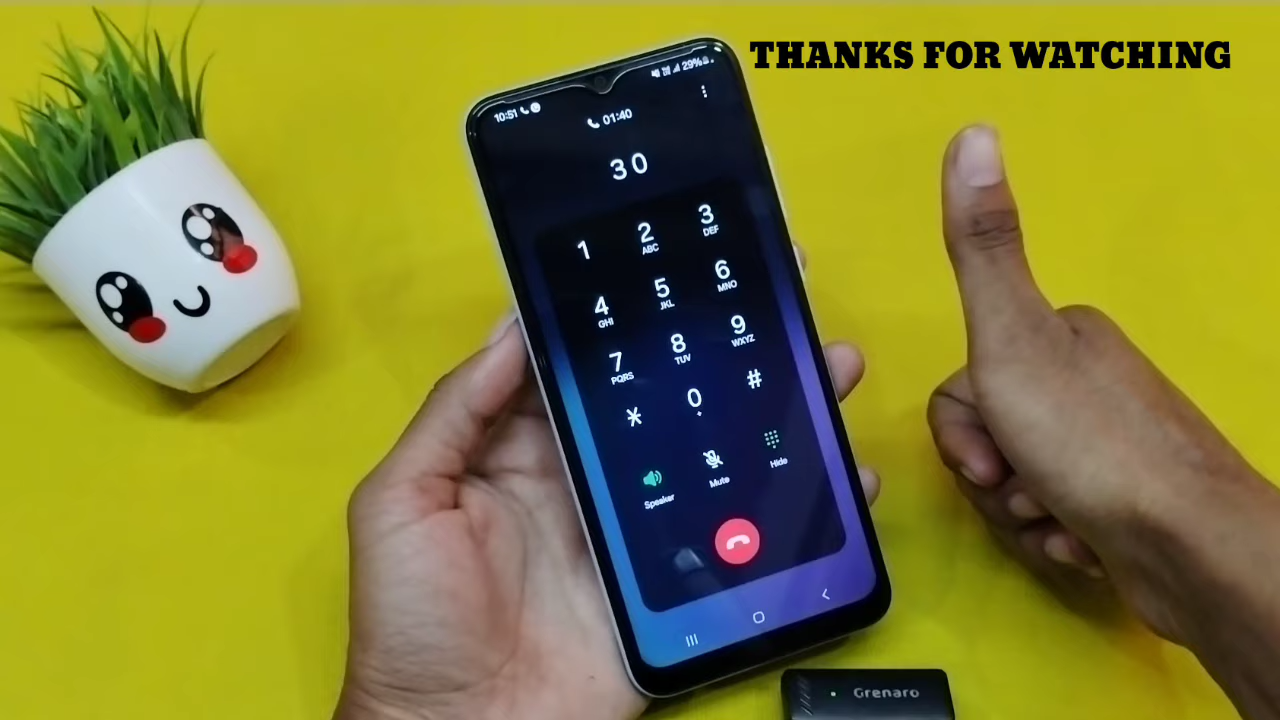 THANKS FOR WATCHING
10:51 29%
01:40
30
1 2 ABC 3 DEF
4 GHI 5 JKL 6 MNO
7 PQRS 8 TUV 9 WXYZ
* 0 + #
Speaker Mute Hide
Grenaro